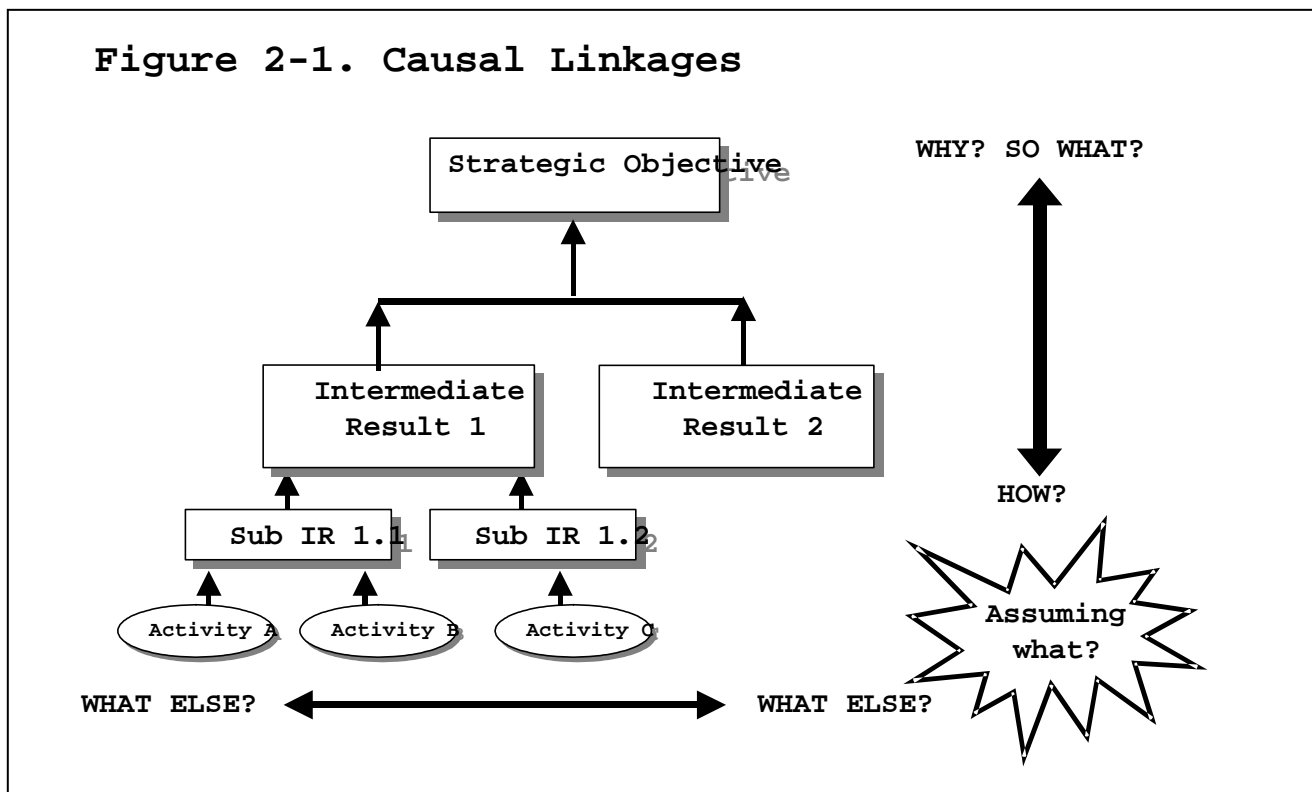 Figure 2-1. Causal Linkages
Strategic Objective
WHY? SO WHAT?
Intermediate
Result 1
Intermediate
Result 2
HOW?
Sub IR 1.1
Sub IR 1.2
Activity A
Activity B
Activity C
Assuming
what?
WHAT ELSE?
WHAT ELSE?